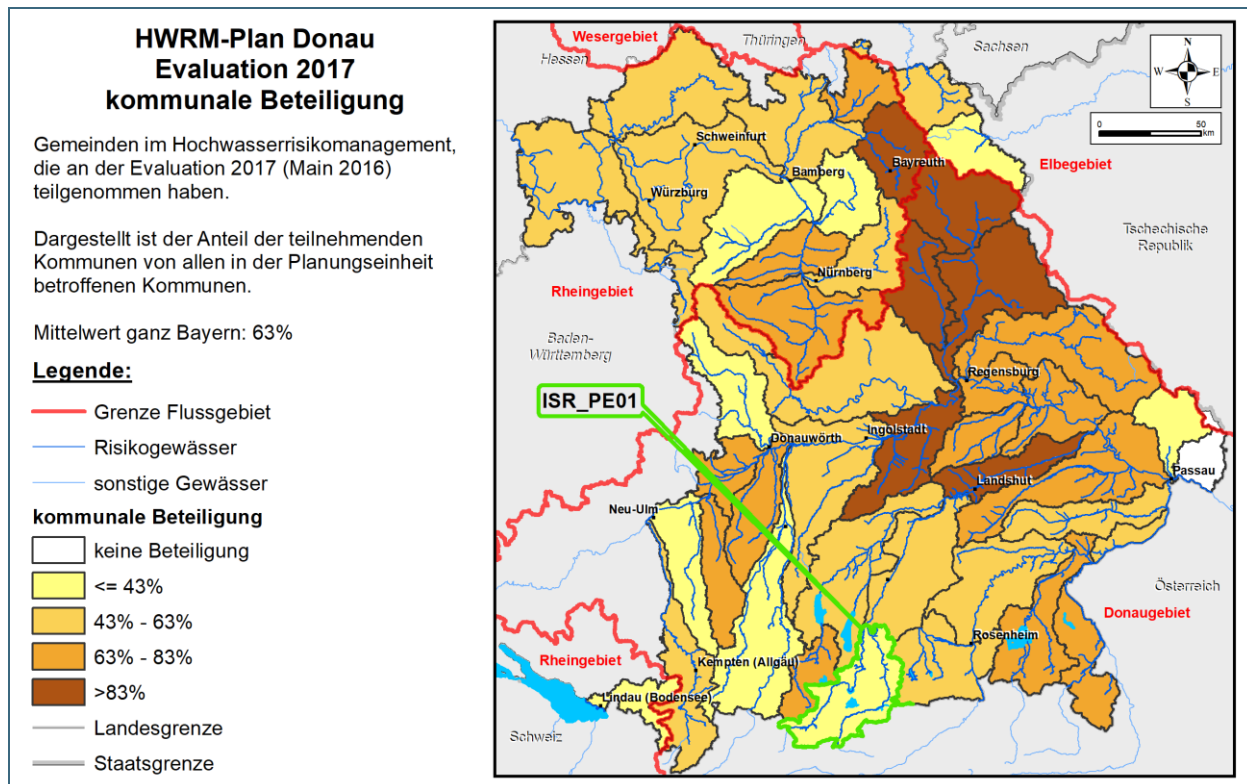 HWRM-Plan Donau
Evaluation 2017
kommunale Beteiligung
Gemeinden im Hochwasserrisikomanagement,
die an der Evaluation 2017 (Main 2016)
teilgenommen haben.
Dargestellt ist der Anteil der teilnehmenden
Kommunen von allen in der Planungseinheit
betroffenen Kommunen.
Mittelwert ganz Bayern: 63%
Legende:
Grenze Flussgebiet
Risikogewässer
sonstige Gewässer
kommunale Beteiligung
keine Beteiligung
<= 43%
43% - 63%
63% - 83%
>83%
Landesgrenze
Staatsgrenze
Wesergebiet
Thüringen
Hessen
Sachsen
N
W E
S
0 50
km
Schweinfurt
Bayreuth
Elbegebiet
Bamberg
Würzburg
Tschechische
Republik
Nürnberg
Rheingebiet
Baden-
Württemberg
Regensburg
ISR_PE01
Ingolstadt
Donauwörth
Passau
Landshut
Neu-Ulm
Österreich
Donaugebiet
Rosenheim
Rheingebiet
Kempten (Allgäu)
Lindau (Bodensee)
Schweiz